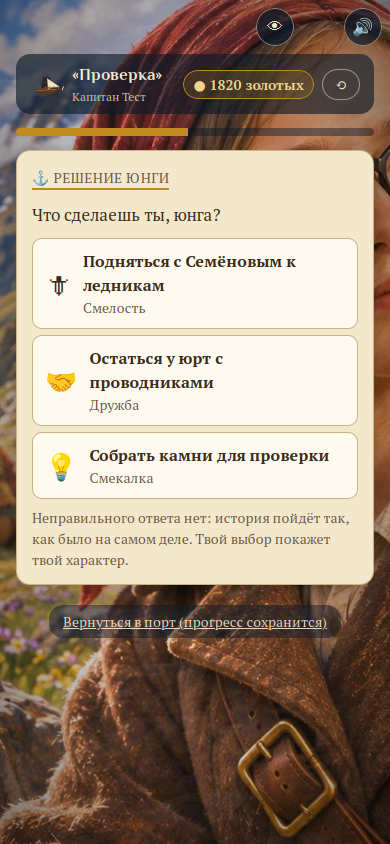 «Проверка»
Капитан Тест
1820 золотых
РЕШЕНИЕ ЮНГИ
Что сделаешь ты, юнга?
Подняться с Семёновым к
ледникам
Смелость
Остаться у юрт с
проводниками
Дружба
Собрать камни для проверки
Смекалка
Неправильного ответа нет: история пойдёт так,
как было на самом деле. Твой выбор покажет
твой характер.
Вернуться в порт (прогресс сохранится)